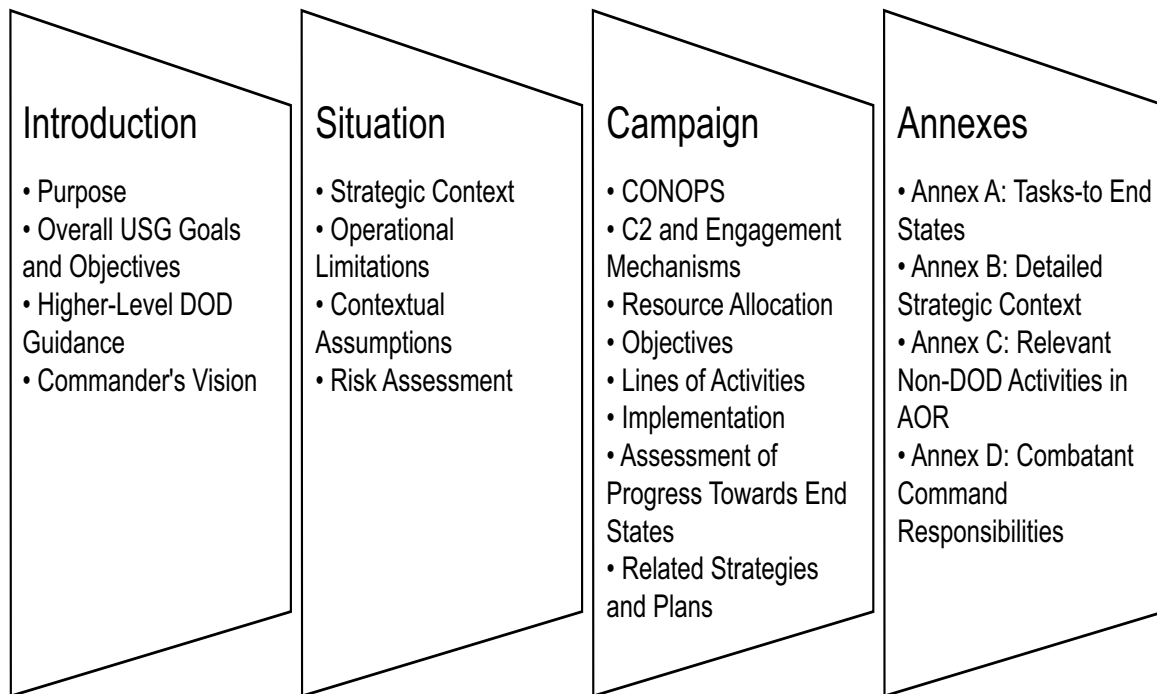 Introduction
• Purpose
• Overall USG Goals
and Objectives
• Higher-Level DOD
Guidance
• Commander's Vision
Situation
• Strategic Context
• Operational
Limitations
• Contextual
Assumptions
• Risk Assessment
Campaign
• CONOPS
• C2 and Engagement
Mechanisms
• Resource Allocation
• Objectives
• Lines of Activities
• Implementation
• Assessment of
Progress Towards End
States
• Related Strategies
and Plans
Annexes
• Annex A: Tasks-to End
States
• Annex B: Detailed
Strategic Context
• Annex C: Relevant
Non-DOD Activities in
AOR
• Annex D: Combatant
Command
Responsibilities